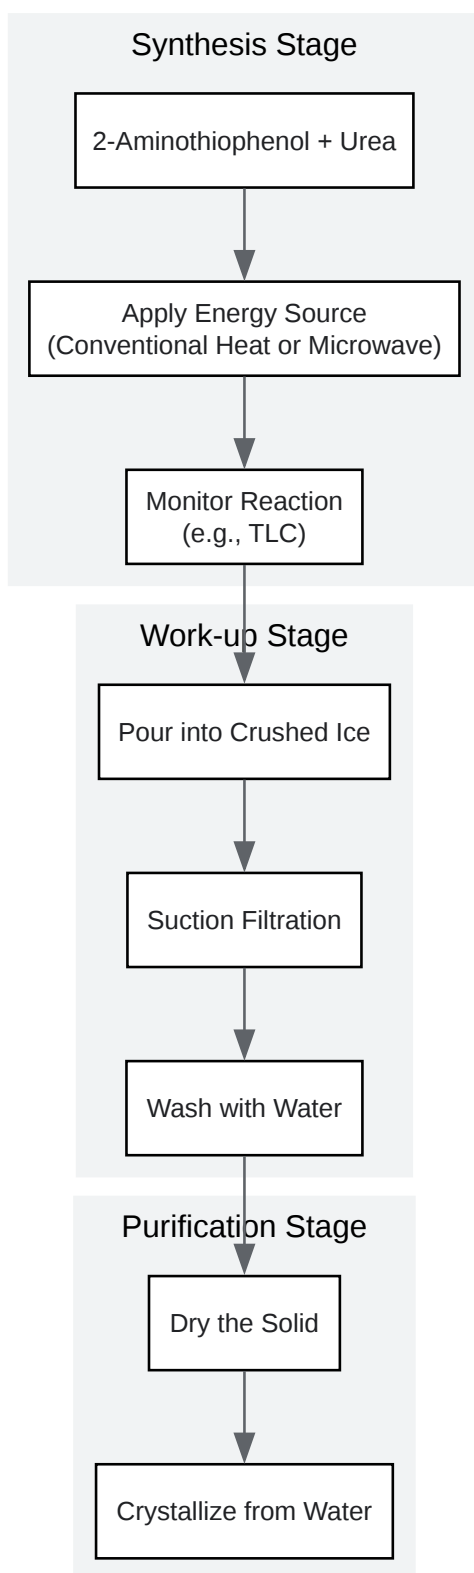 Synthesis Stage
2-Aminothiophenol + Urea
Apply Energy Source
(Conventional Heat or Microwave)
Monitor Reaction
(e.g., TLC)
Work-up Stage
Pour into Crushed Ice
Suction Filtration
Wash with Water
Purification Stage
Dry the Solid
Crystallize from Water